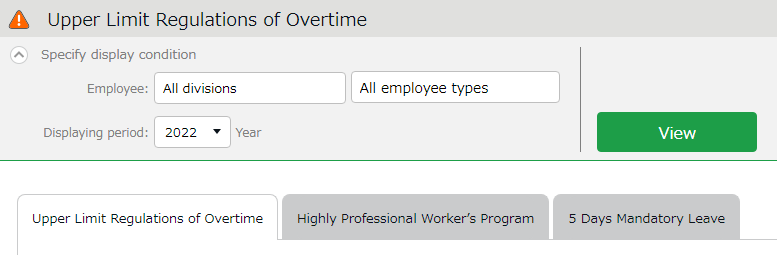 Upper Limit Regulations of Overtime
Specify display condition
Employee: All divisions All employee types
Displaying period: 2022 Year
View
Upper Limit Regulations of Overtime Highly Professional Worker's Program 5 Days Mandatory Leave